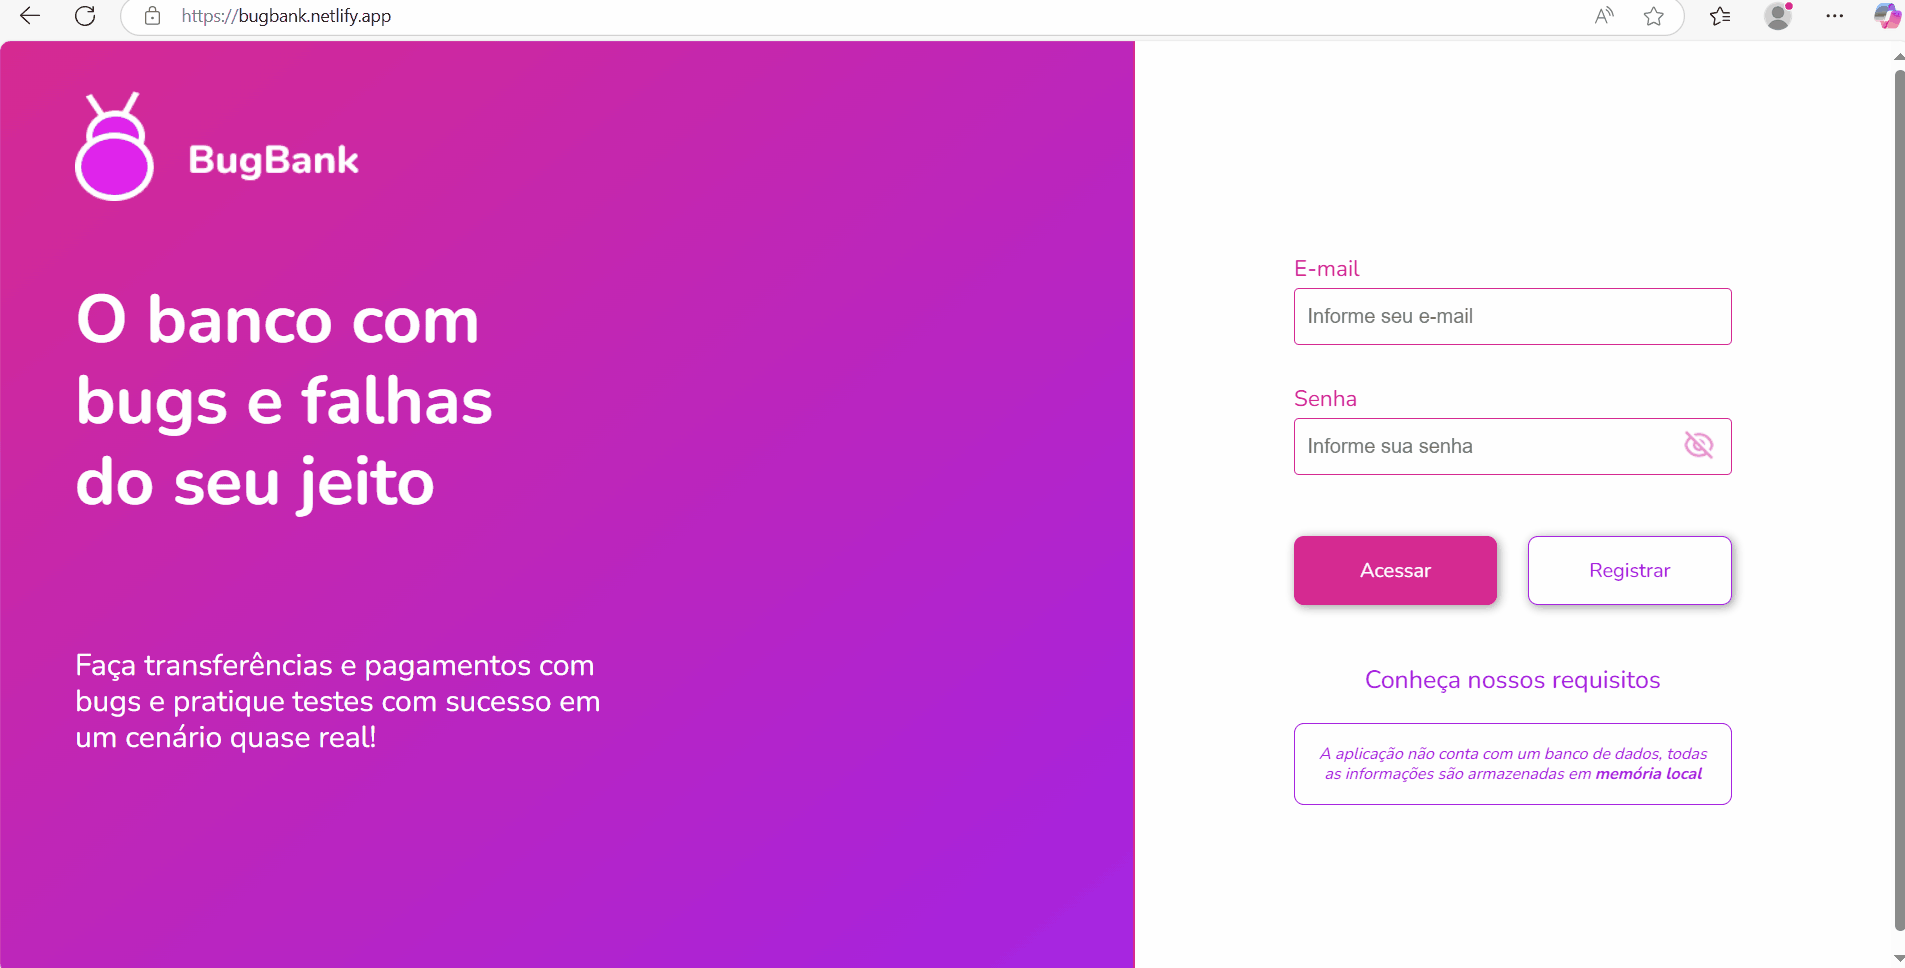 https://bugbank.netlify.app
BugBank
O banco com
bugs e falhas
do seu jeito
Faça transferências e pagamentos com
bugs e pratique testes com sucesso em
um cenário quase real!
E-mail
Informe seu e-mail
Senha
Informe sua senha
Acessar
Registrar
Conheça nossos requisitos
A aplicação não conta com um banco de dados, todas
as informações são armazenadas em memória local